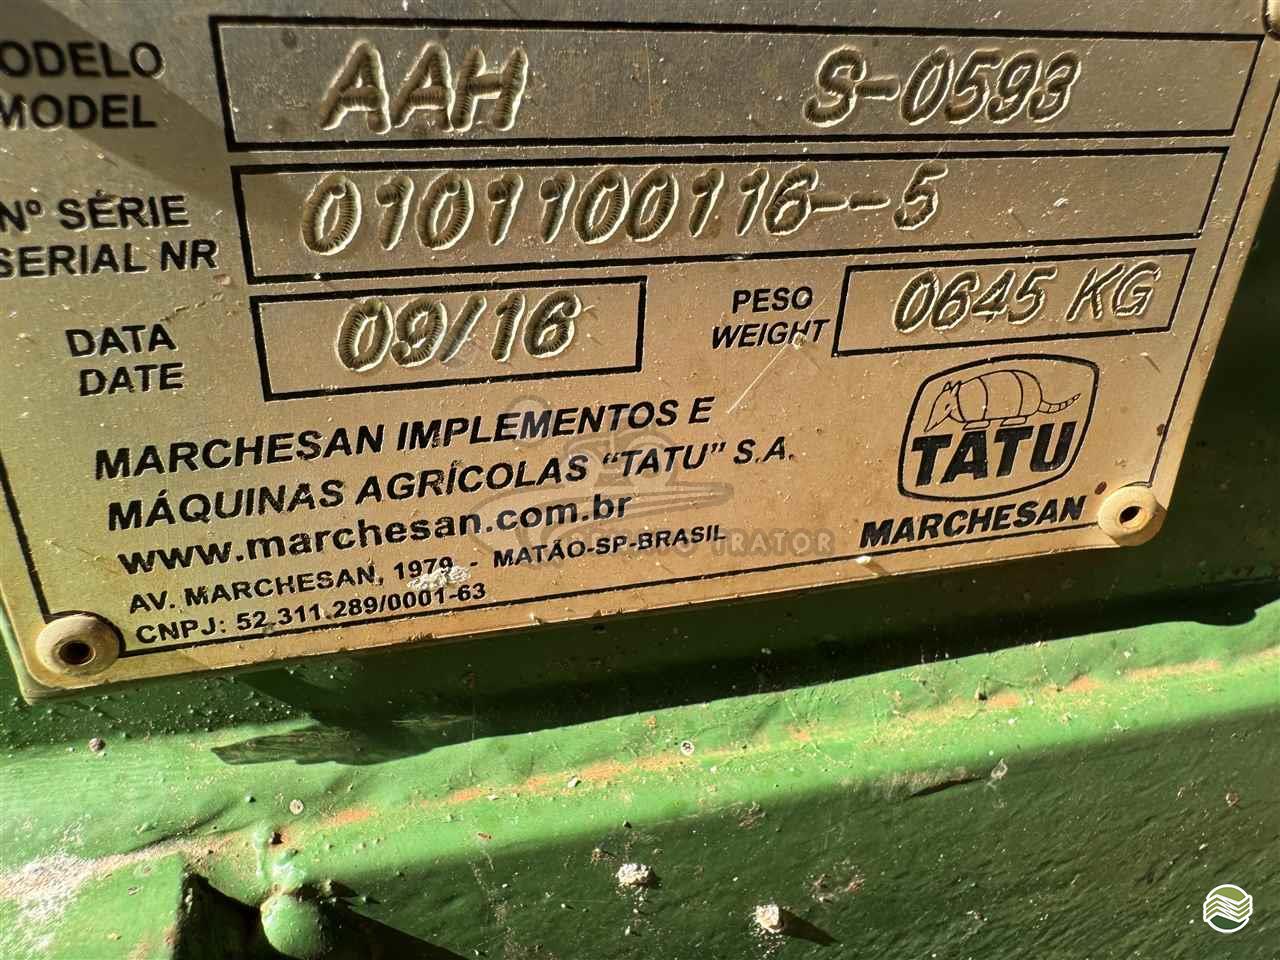 ODELO AAH S-0593
MODEL
Nº SÉRIE 0101100116--5
SERIAL NR
DATA 09/16 PESO 0645 KG
DATE WEIGHT
MARCHESAN IMPLEMENTOS E
MÁQUINAS AGRÍCOLAS “TATU” S.A.
www.marchesan.com.br
AV. MARCHESAN, 1979 - MATÃO-SP-BRASIL
CNPJ: 52.311.289/0001-63
TATU
MARCHESAN
TRATOR